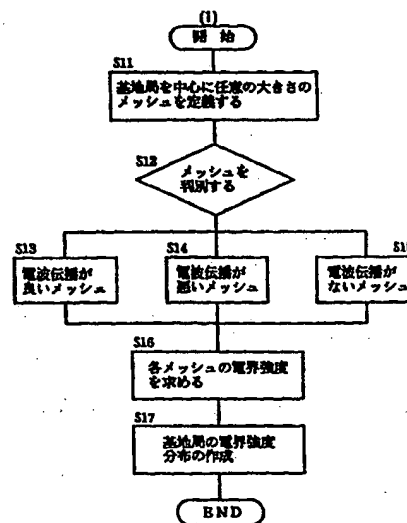 (1)
開 始
S11
基地局を中心に任意の大きさの
メッシュを定義する
S12
メッシュを
判別する
S13
電波伝播が
良いメッシュ
S14
電波伝播が
悪いメッシュ
電波伝播が
ないメッシュ
S16
各メッシュの電界強度
を求める
S17
基地局の電界強度
分布の作成
END